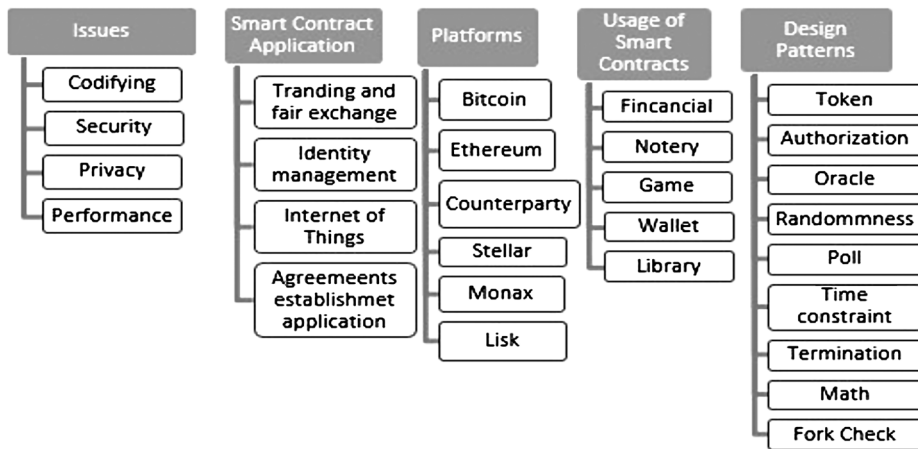 Issues
Codifying
Security
Privacy
Performance
Smart Contract
Application
Tranding and
fair exchange
Identity
management
Internet of
Things
Agreemeents
establishmet
application
Platforms
Bitcoin
Ethereum
Counterparty
Stellar
Monax
Lisk
Usage of
Smart
Contracts
Fincancial
Notery
Game
Wallet
Library
Design
Patterns
Token
Authorization
Oracle
Randommness
Poll
Time
constraint
Termination
Math
Fork Check